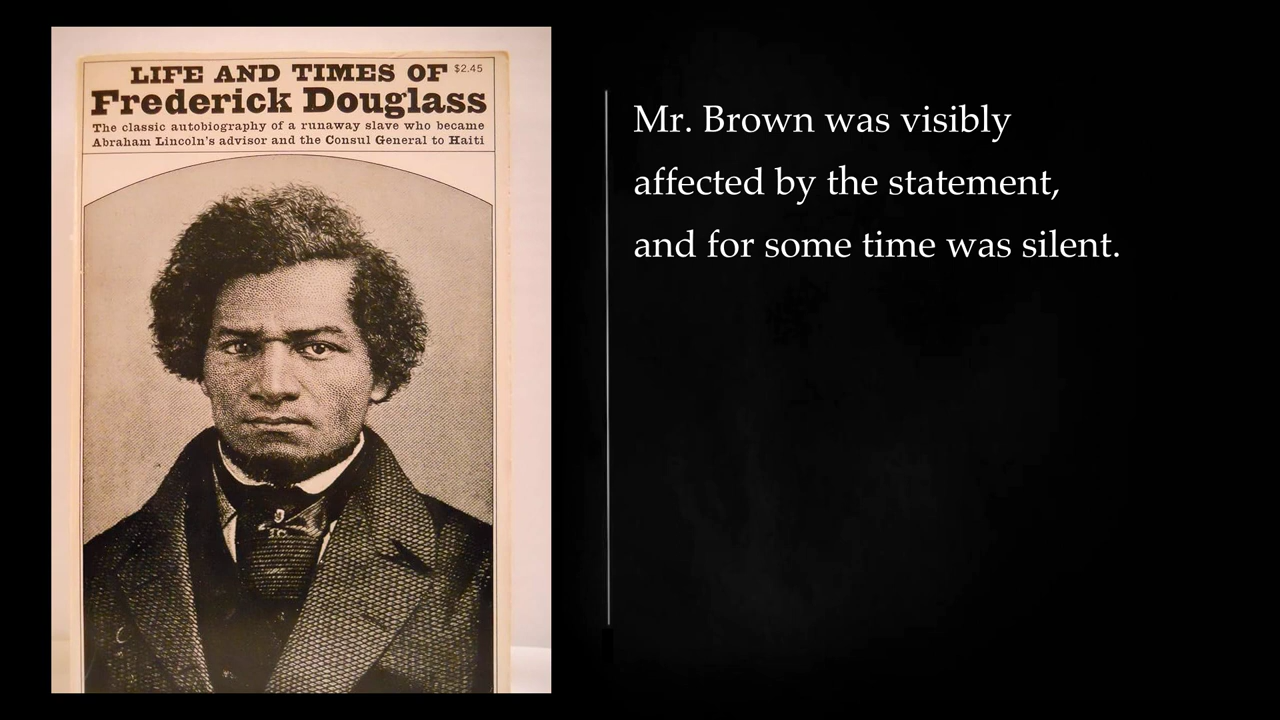 LIFE AND TIMES OF $2.45
Frederick Douglass
The classic autobiography of a runaway slave who became
Abraham Lincoln's advisor and the Consul General to Haiti
Mr. Brown was visibly
affected by the statement,
and for some time was silent.